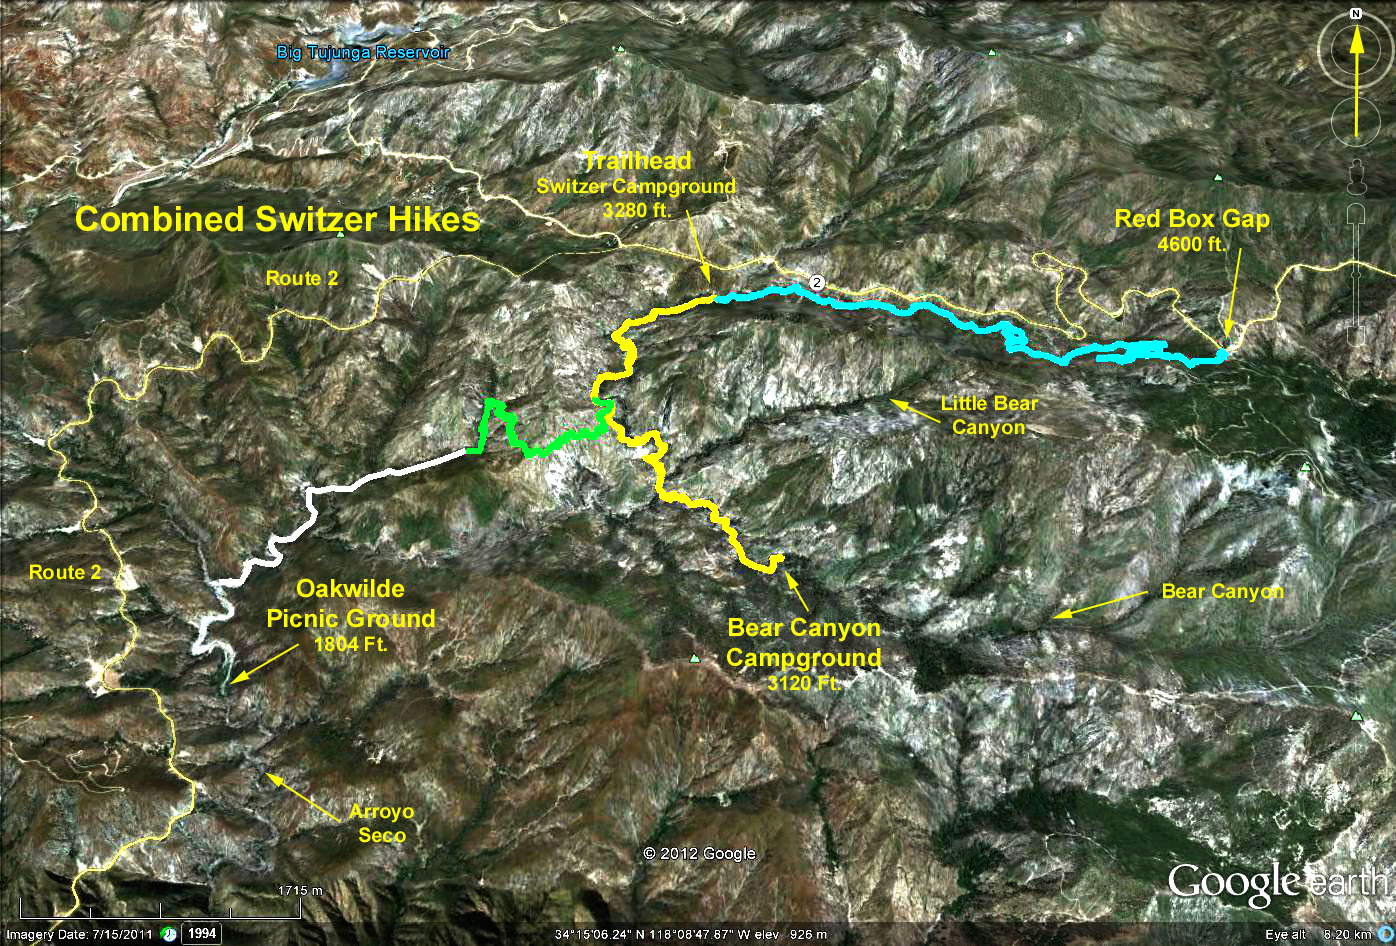 N
Big Tujunga Reservoir
Trailhead
Switzer Campground
3280 ft.
Combined Switzer Hikes
Red Box Gap
4600 ft.
Route 2
2
Little Bear
Canyon
Route 2
Oakwilde
Picnic Ground
1804 Ft.
Bear Canyon
Bear Canyon
Campground
3120 Ft.
Arroyo
Seco
© 2012 Google
Google earth
1715 m
Imagery Date: 7/15/2011
1994
34°15'06.24" N 118°08'47.87" W elev 926 m
Eye alt 8.20 km